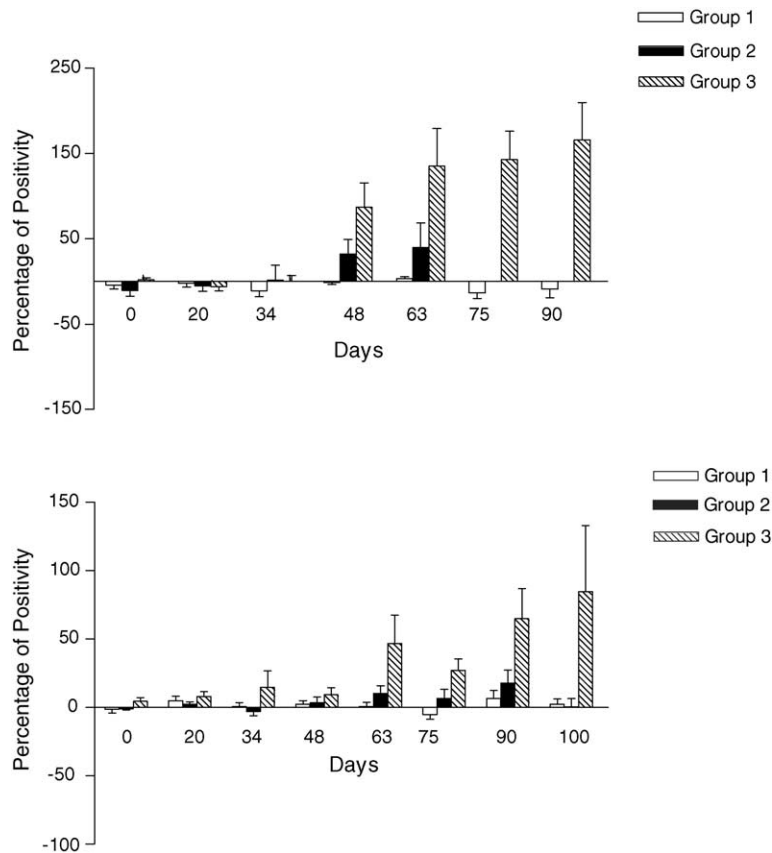 Group 1
Group 2
Group 3
250
150
50
-50
-150
Percentage of Positivity
0 20 34 48 63 75 90
Days
Group 1
Group 2
Group 3
150
100
50
0
-50
-100
Percentage of Positivity
0 20 34 48 63 75 90 100
Days